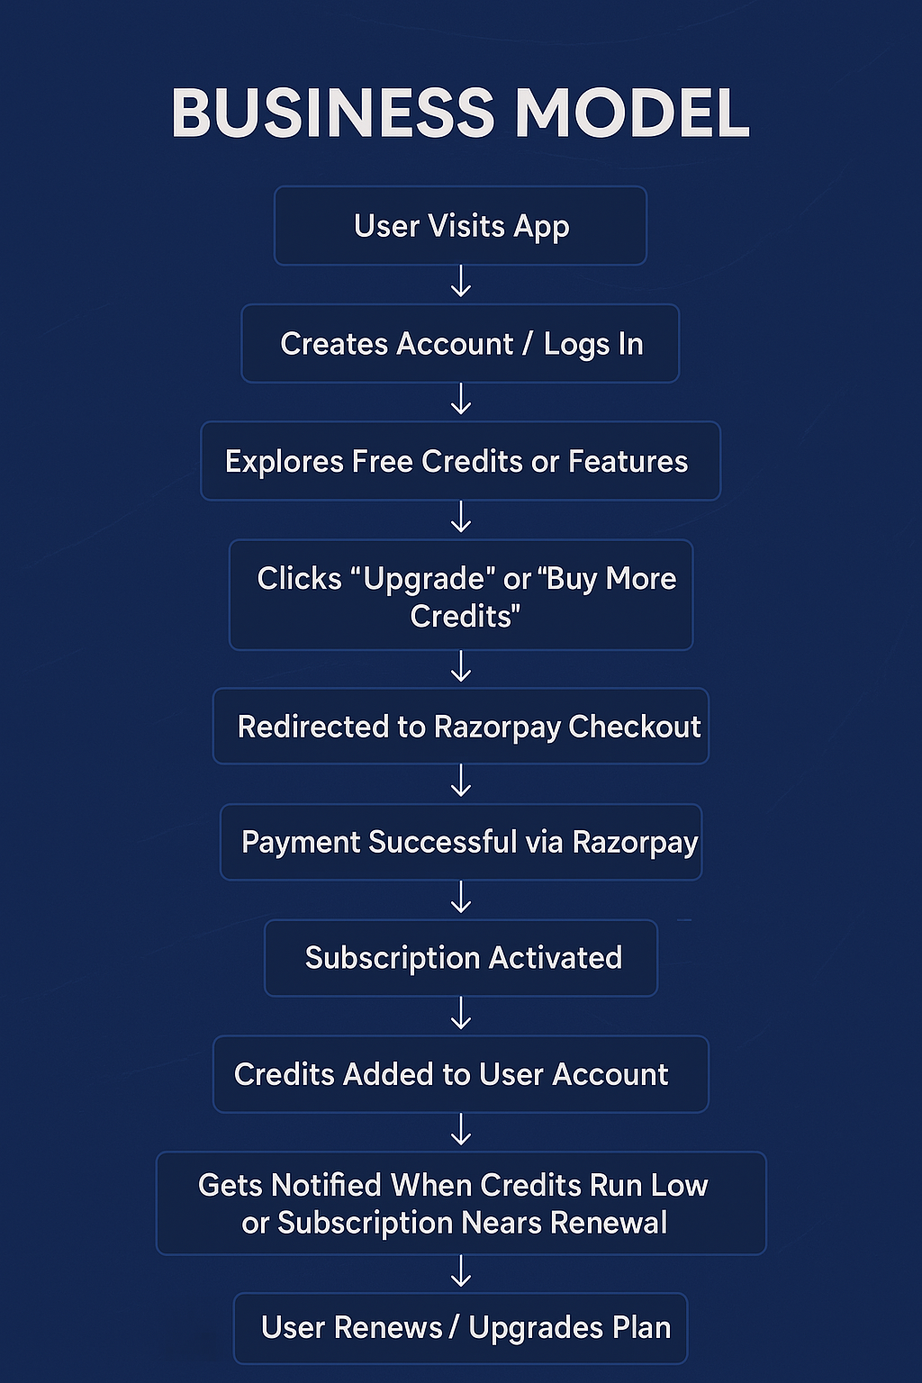 BUSINESS MODEL
User Visits App
Creates Account / Logs In
Explores Free Credits or Features
Clicks “Upgrade" or “Buy More
Credits"
Redirected to Razorpay Checkout
Payment Successful via Razorpay
Subscription Activated
Credits Added to User Account
Gets Notified When Credits Run Low
or Subscription Nears Renewal
User Renews / Upgrades Plan